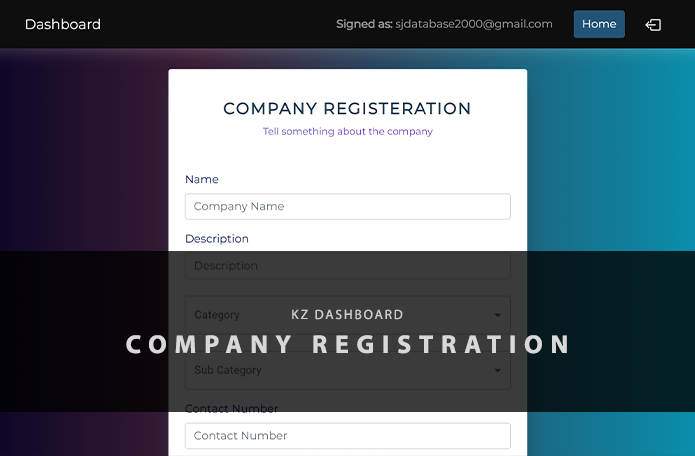 Dashboard
Signed as: sjdatabase2000@gmail.com
Home
COMPANY REGISTERATION
Tell something about the company
Name
Company Name
Description
Description
Category
KZ DASHBOARD
COMPANY REGISTRATION
Sub Category
Contact Number
Contact Number